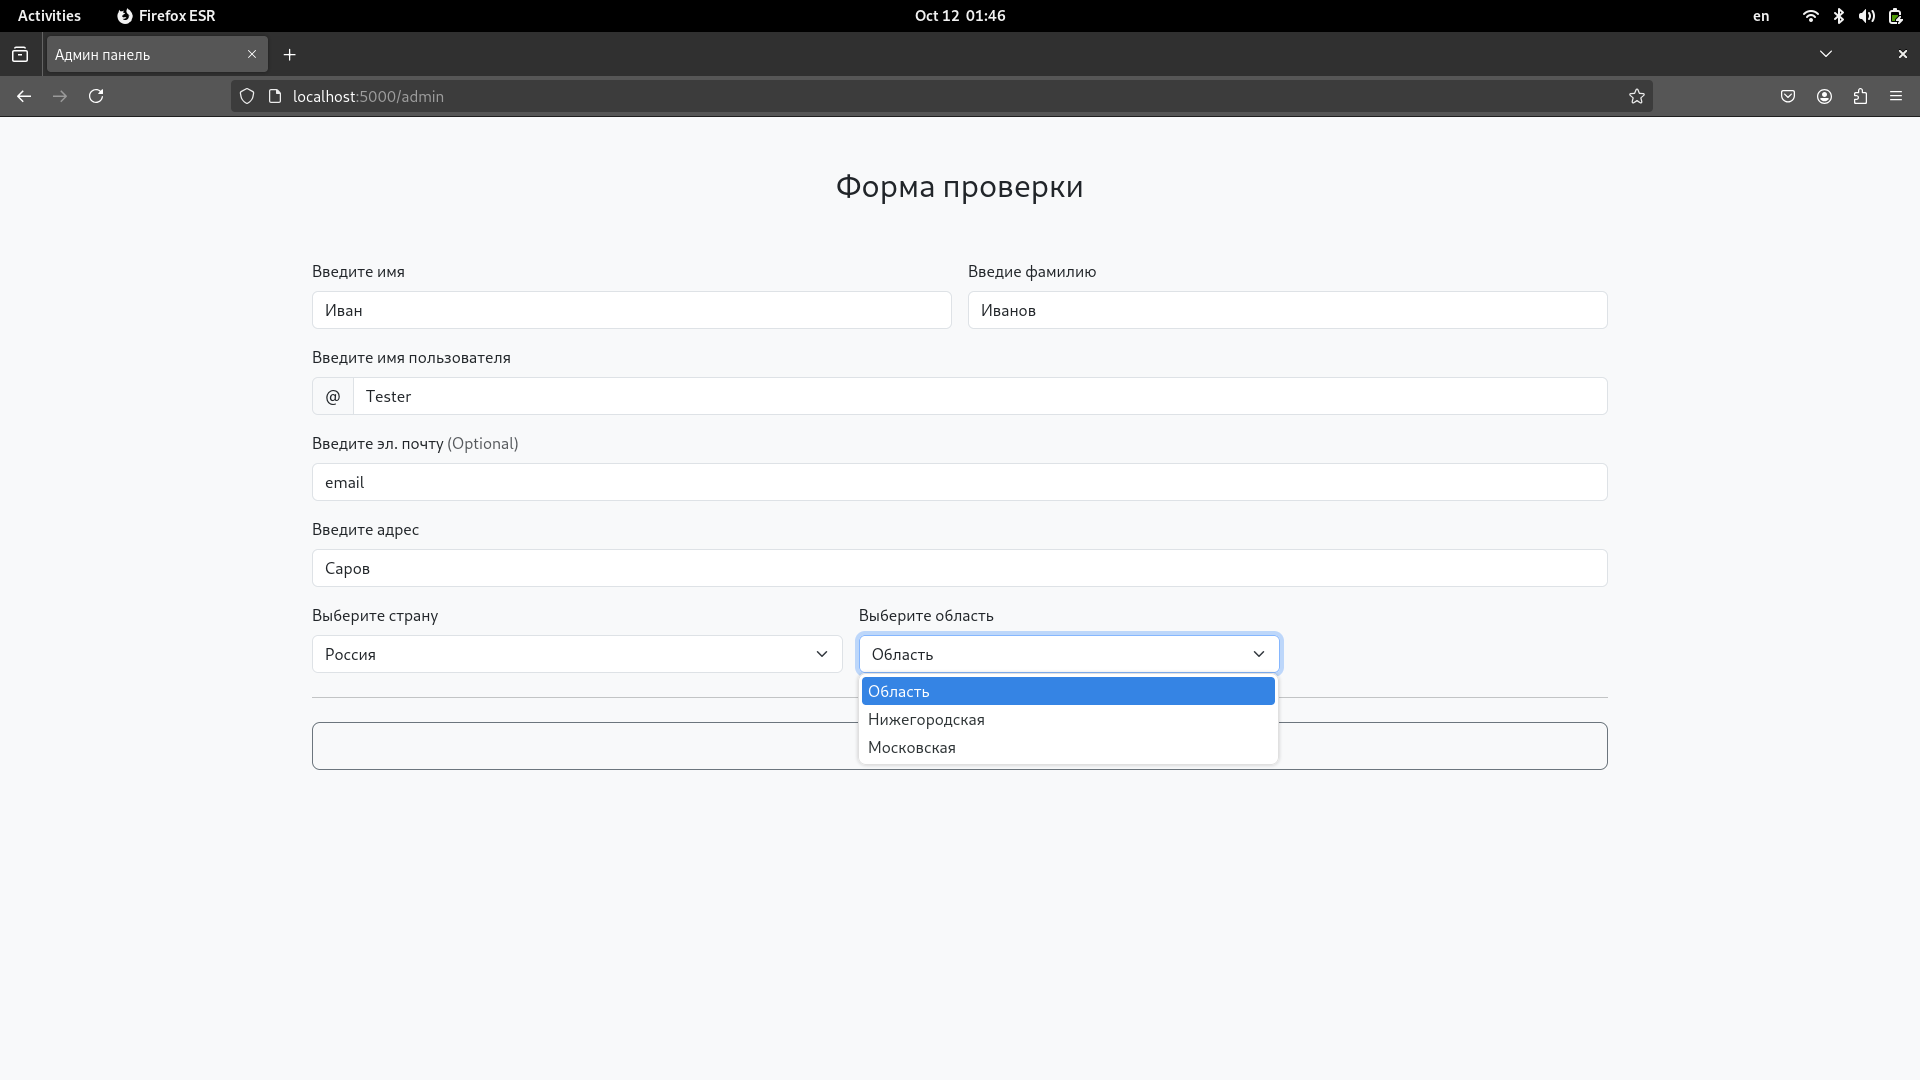 Activities Firefox ESR Oct 12 01:46 en
Админ панель
localhost:5000/admin
Форма проверки
Введите имя Введие фамилию
Иван Иванов
Введите имя пользователя
@ Tester
Введите эл. почту (Optional)
email
Введите адрес
Саров
Выберите страну Выберите область
Россия Область
Область
Нижегородская
Московская